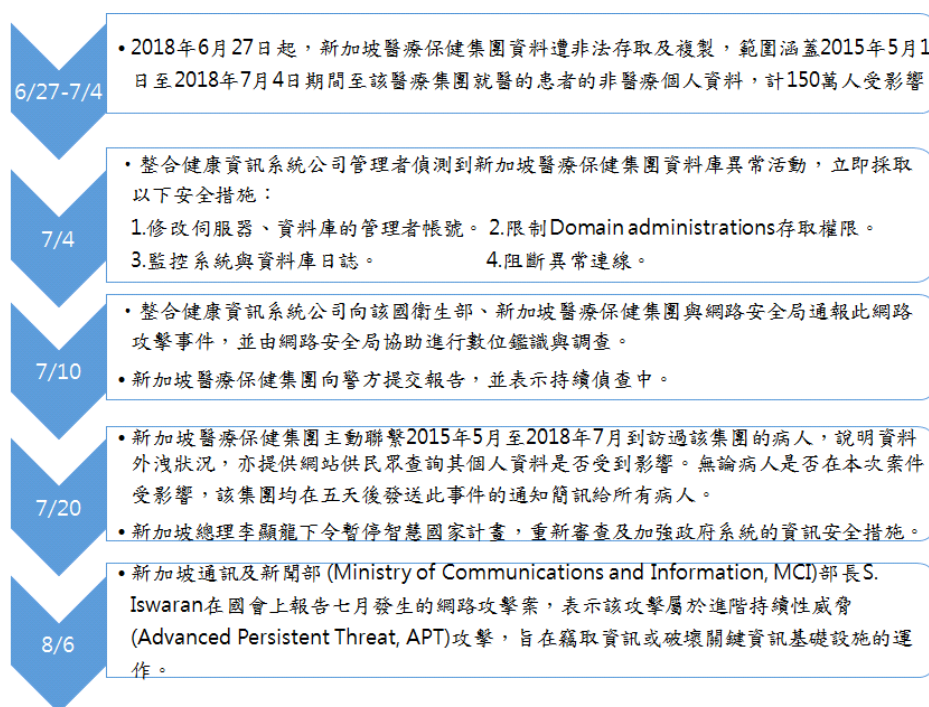 6/27-7/4
•2018年6月27日起，新加坡醫療保健集團資料遭非法存取及複製，範圍涵蓋2015年5月1
日至2018年7月4日期間至該醫療集團就醫的患者的非醫療個人資料，計150萬人受影響
7/4
•整合健康資訊系統公司管理者偵測到新加坡醫療保健集團資料庫異常活動，立即採取
以下安全措施：
1.修改伺服器、資料庫的管理者帳號。 2.限制Domain administrations存取權限。
3.監控系統與資料庫日誌。 4.阻斷異常連線。
7/10
•整合健康資訊系統公司向該國衛生部、新加坡醫療保健集團與網路安全局通報此網路
攻擊事件，並由網路安全局協助進行數位鑑識與調查。
•新加坡醫療保健集團向警方提交報告，並表示持續偵查中。
7/20
•新加坡醫療保健集團主動聯繫2015年5月至2018年7月到訪過該集團的病人，說明資料
外洩狀況，亦提供網站供民眾查詢其個人資料是否受到影響。無論病人是否在本次案件
受影響，該集團均在五天後發送此事件的通知簡訊給所有病人。
•新加坡總理李顯龍下令暫停智慧國家計畫，重新審查及加強政府系統的資訊安全措施。
8/6
•新加坡通訊及新聞部 (Ministry of Communications and Information, MCI)部長S.
Iswaran在國會上報告七月發生的網路攻擊案，表示該攻擊屬於進階持續性威脅
(Advanced Persistent Threat, APT)攻擊，旨在竊取資訊或破壞關鍵資訊基礎設施的運
作。